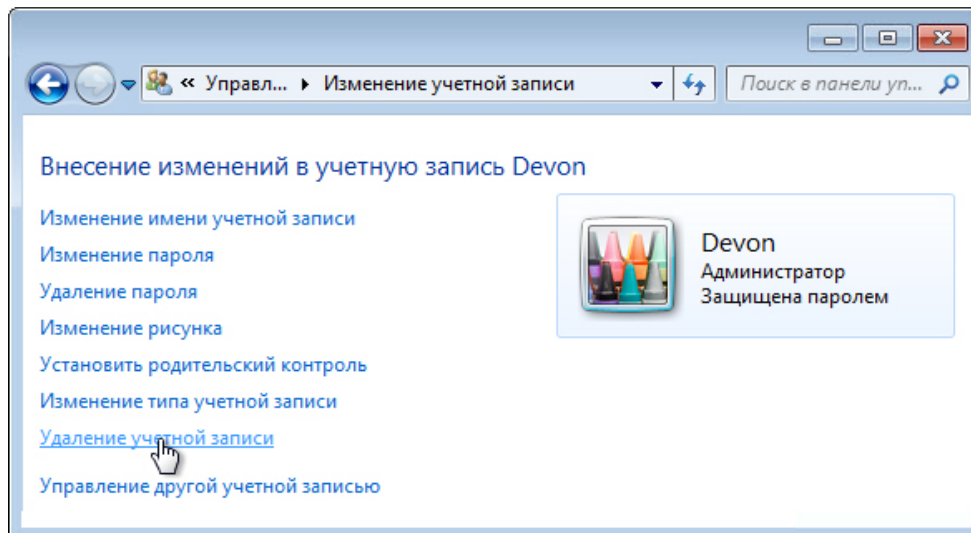 « Управл... Изменение учетной записи
Поиск в панели уп...
Внесение изменений в учетную запись Devon
Изменение имени учетной записи
Изменение пароля
Удаление пароля
Изменение рисунка
Установить родительский контроль
Изменение типа учетной записи
Удаление учетной записи
Управление другой учетной записью
Devon
Администратор
Защищена паролем